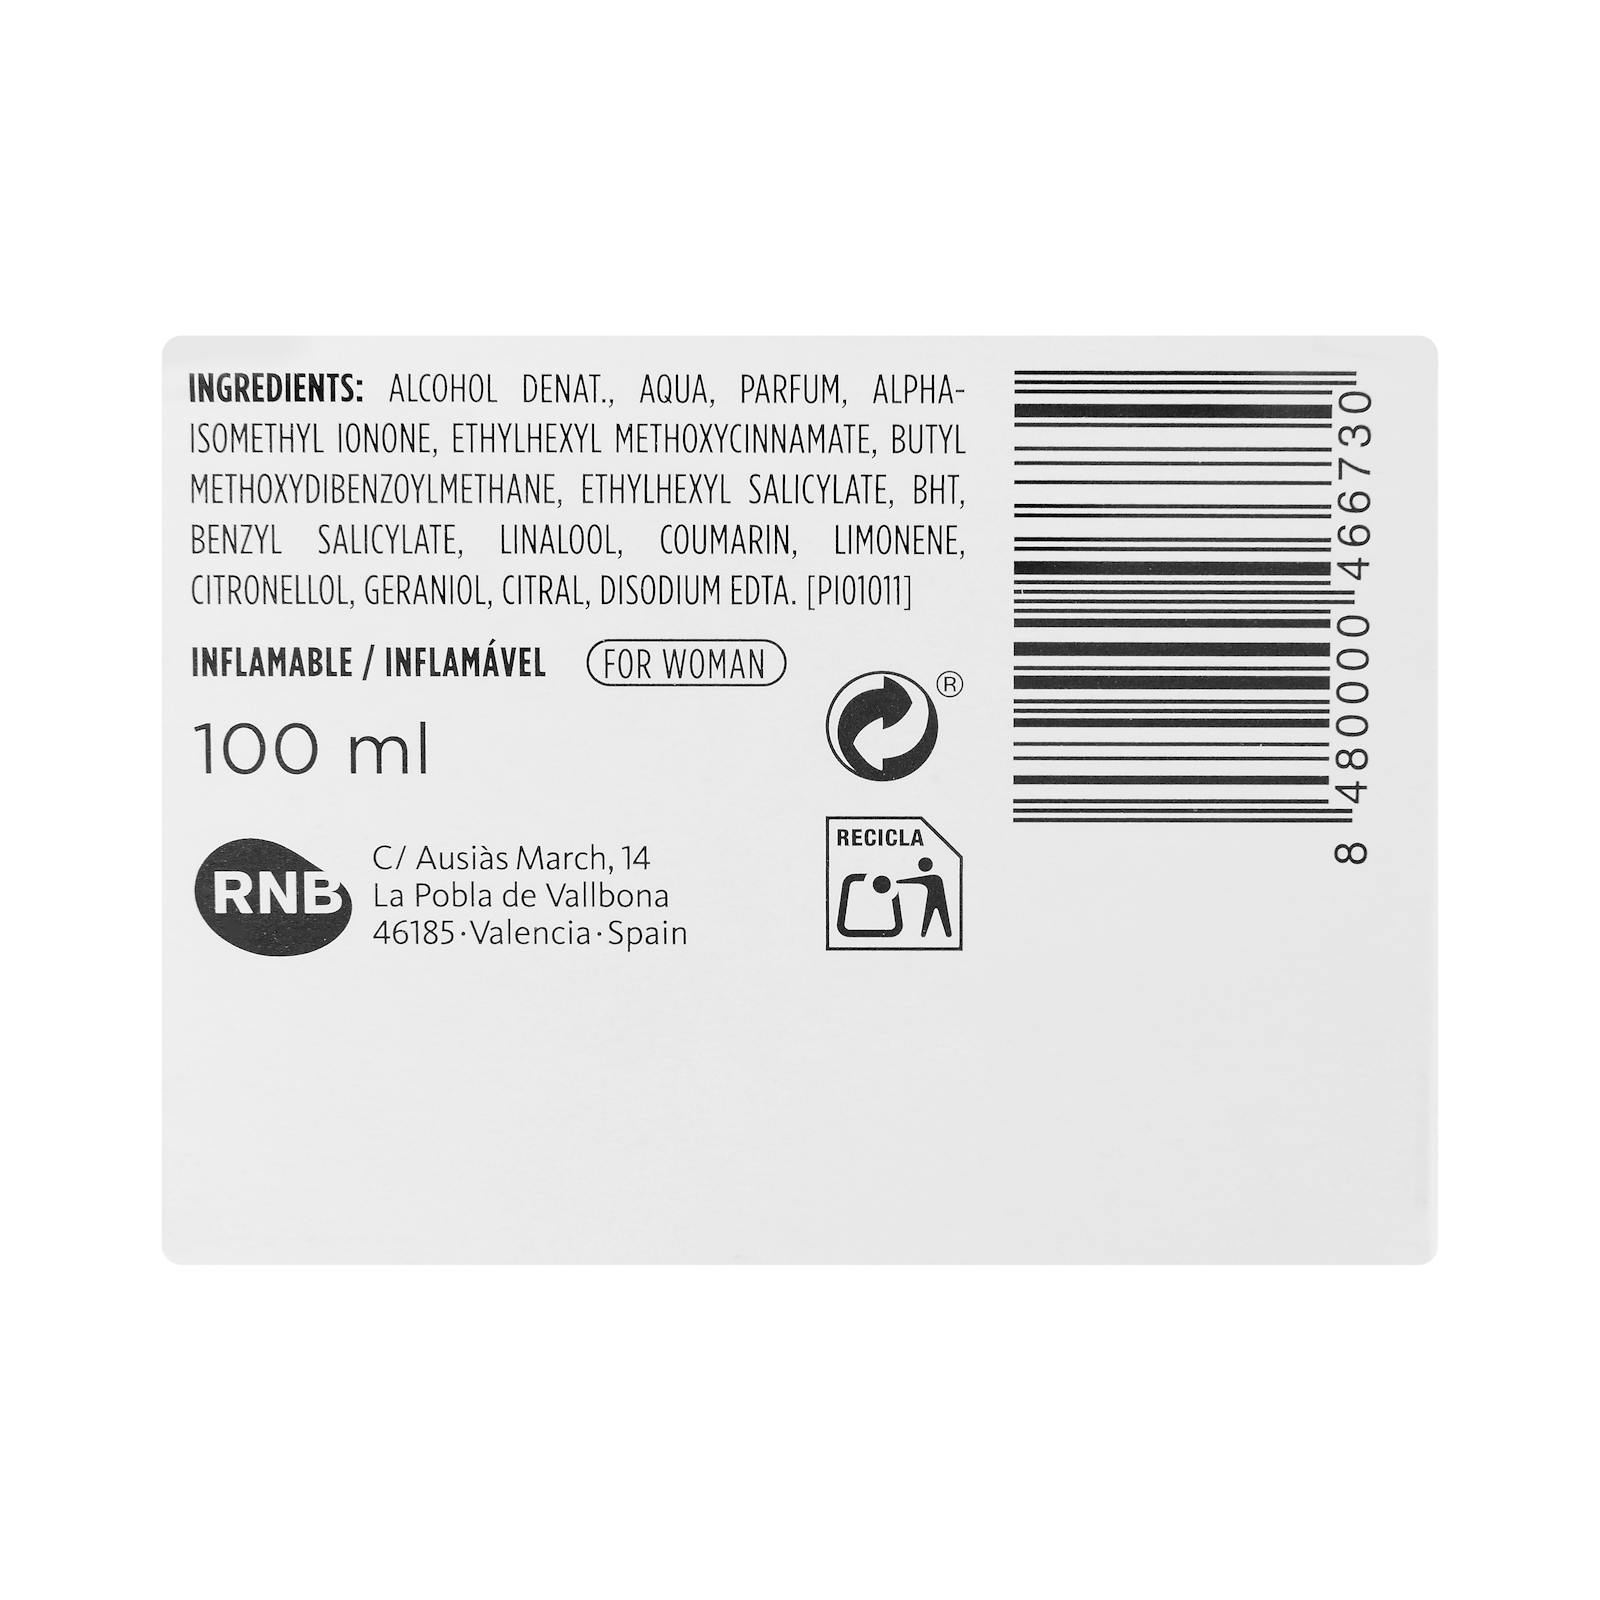 INGREDIENTS: ALCOHOL DENAT., AQUA, PARFUM, ALPHA-
ISOMETHYL IONONE, ETHYLHEXYL METHOXYCINNAMATE, BUTYL
METHOXYDIBENZOYLMETHANE, ETHYLHEXYL SALICYLATE, BHT,
BENZYL SALICYLATE, LINALOOL, COUMARIN, LIMONENE,
CITRONELLOL, GERANIOL, CITRAL, DISODIUM EDTA. [PI01011]
INFLAMABLE / INFLAMÁVEL
FOR WOMAN
100 ml
®
RNB
C/ Ausiàs March, 14
La Pobla de Vallbona
46185·Valencia·Spain
RECICLA
8 480000 466730